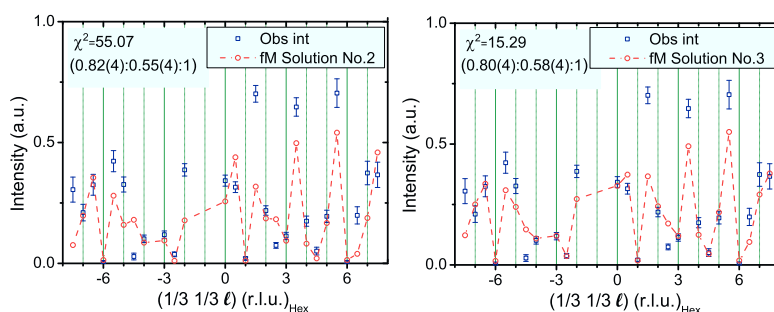 χ²=55.07
(0.82(4):0.55(4):1)
Obs int
fM Solution No.2
Intensity (a.u.)
1.0
0.5
0.0
-6 -3 0 3 6
(1/3 1/3 ℓ) (r.l.u.)Hex
χ²=15.29
(0.80(4):0.58(4):1)
Obs int
fM Solution No.3
Intensity (a.u.)
1.0
0.5
0.0
-6 -3 0 3 6
(1/3 1/3 ℓ) (r.l.u.)Hex